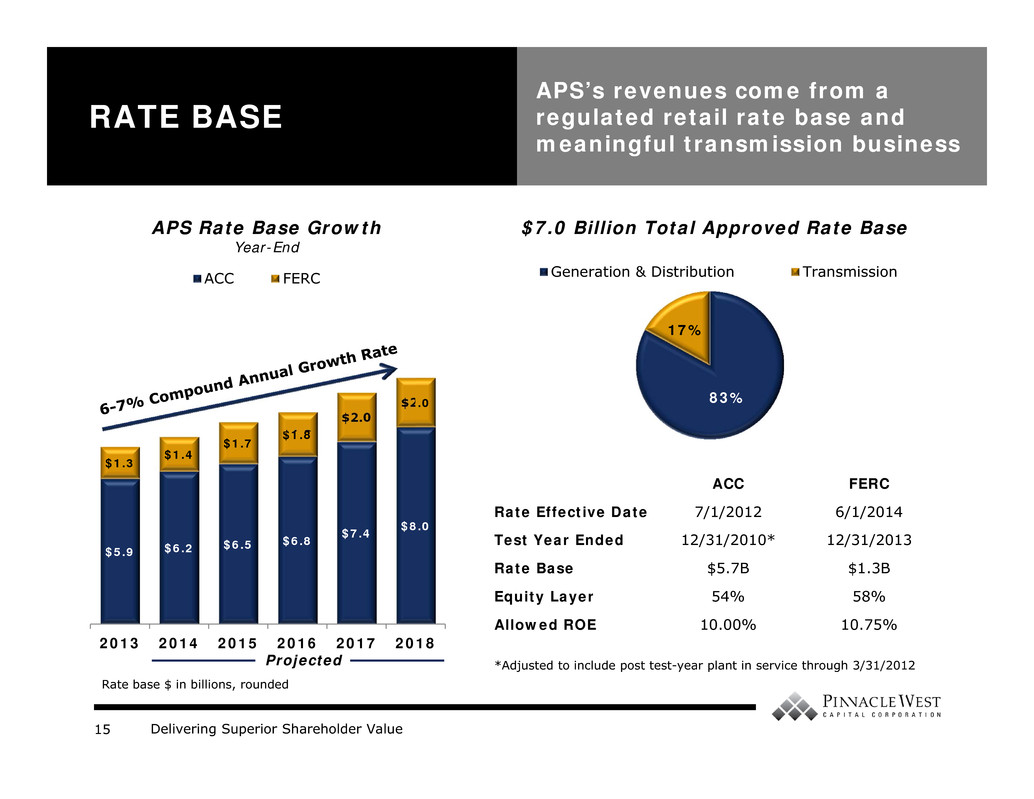 RATE BASE
APS’s revenues come from a
regulated retail rate base and
meaningful transmission business
APS Rate Base Growth
Year-End
ACC FERC
6-7% Compound Annual Growth Rate
$1.3 $1.4 $1.7 $1.8 $2.0 $2.0
$5.9 $6.2 $6.5 $6.8 $7.4 $8.0
2013 2014 2015 2016 2017 2018
Projected
Rate base $ in billions, rounded
$7.0 Billion Total Approved Rate Base
Generation & Distribution Transmission
17%
83%
ACC FERC
Rate Effective Date 7/1/2012 6/1/2014
Test Year Ended 12/31/2010* 12/31/2013
Rate Base $5.7B $1.3B
Equity Layer 54% 58%
Allowed ROE 10.00% 10.75%
*Adjusted to include post test-year plant in service through 3/31/2012
PINNACLE WEST
CAPITAL CORPORATION
15 Delivering Superior Shareholder Value